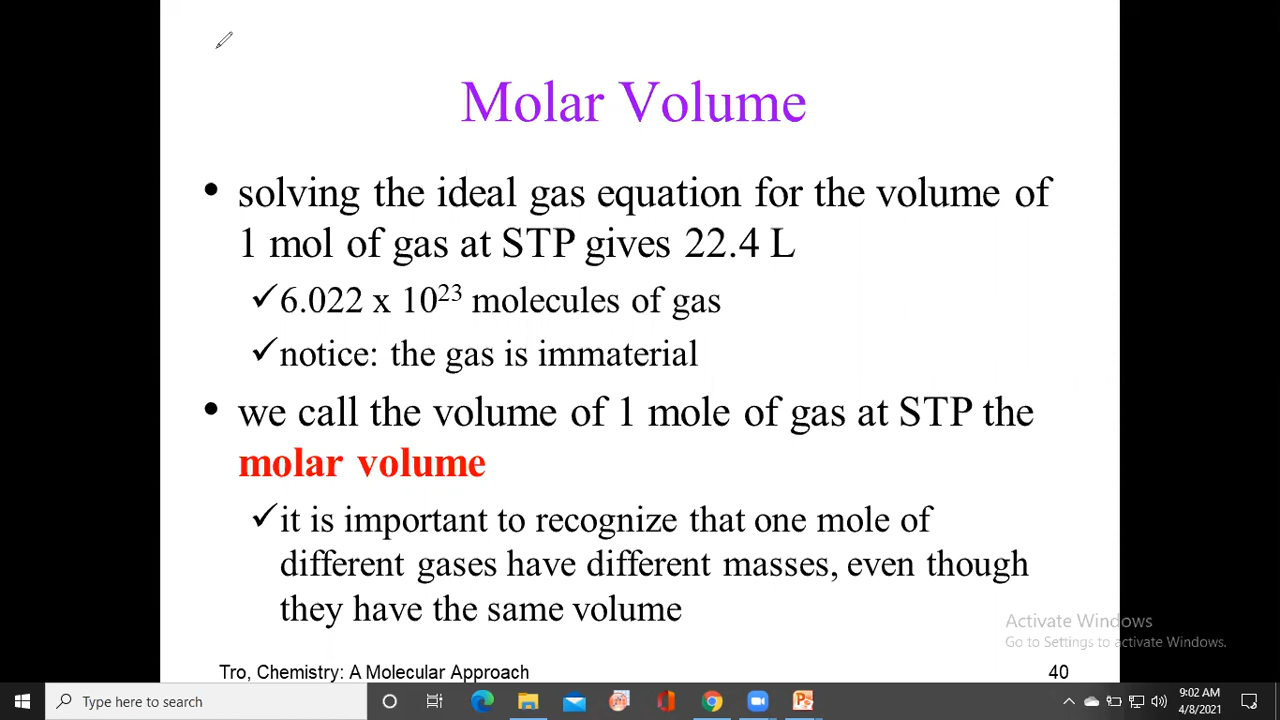 Molar Volume
• solving the ideal gas equation for the volume of
1 mol of gas at STP gives 22.4 L
✓6.022 x 10²³ molecules of gas
✓notice: the gas is immaterial
• we call the volume of 1 mole of gas at STP the
molar volume
✓it is important to recognize that one mole of
different gases have different masses, even though
they have the same volume
Activate Windows
Go to Settings to activate Windows.
Tro, Chemistry: A Molecular Approach
40
Type here to search
9:02 AM
4/8/2021